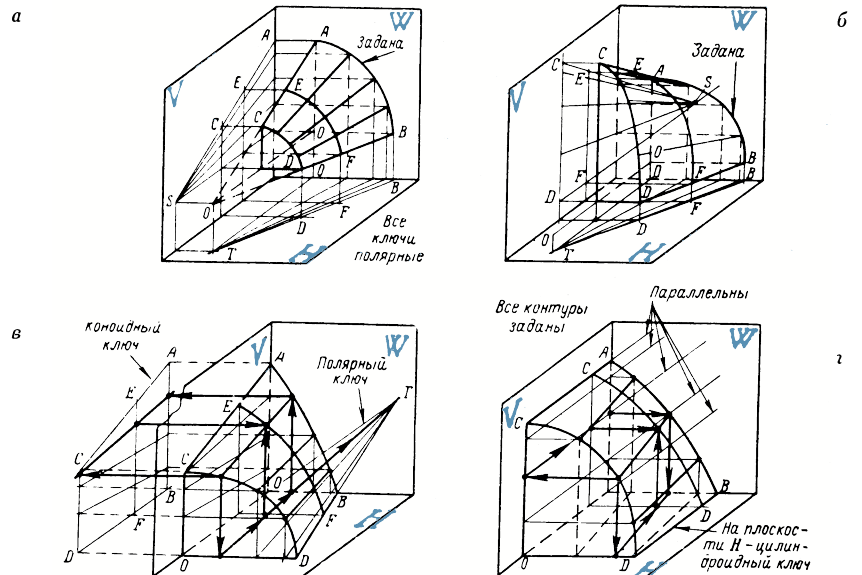 а
W
A
A
Задана
V
E
E
C
C
O
B
D
S
O
O
F
B
F
D
T
H
Все
ключи
полярные
б
W
Задана
C
C
E
A
S
E
V
O
B
D
F
D
D
F
B
O
T
H
в
коноидный
ключ
A
V
A
W
Полярный
ключ
T
E
E
C
C
O
B
B
F
F
H
D
O
D
г
Все контуры
заданы
Параллельны
W
A
C
V
C
B
D
O
D
H
На плоскос-
ти H - цилин-
дроидный ключ